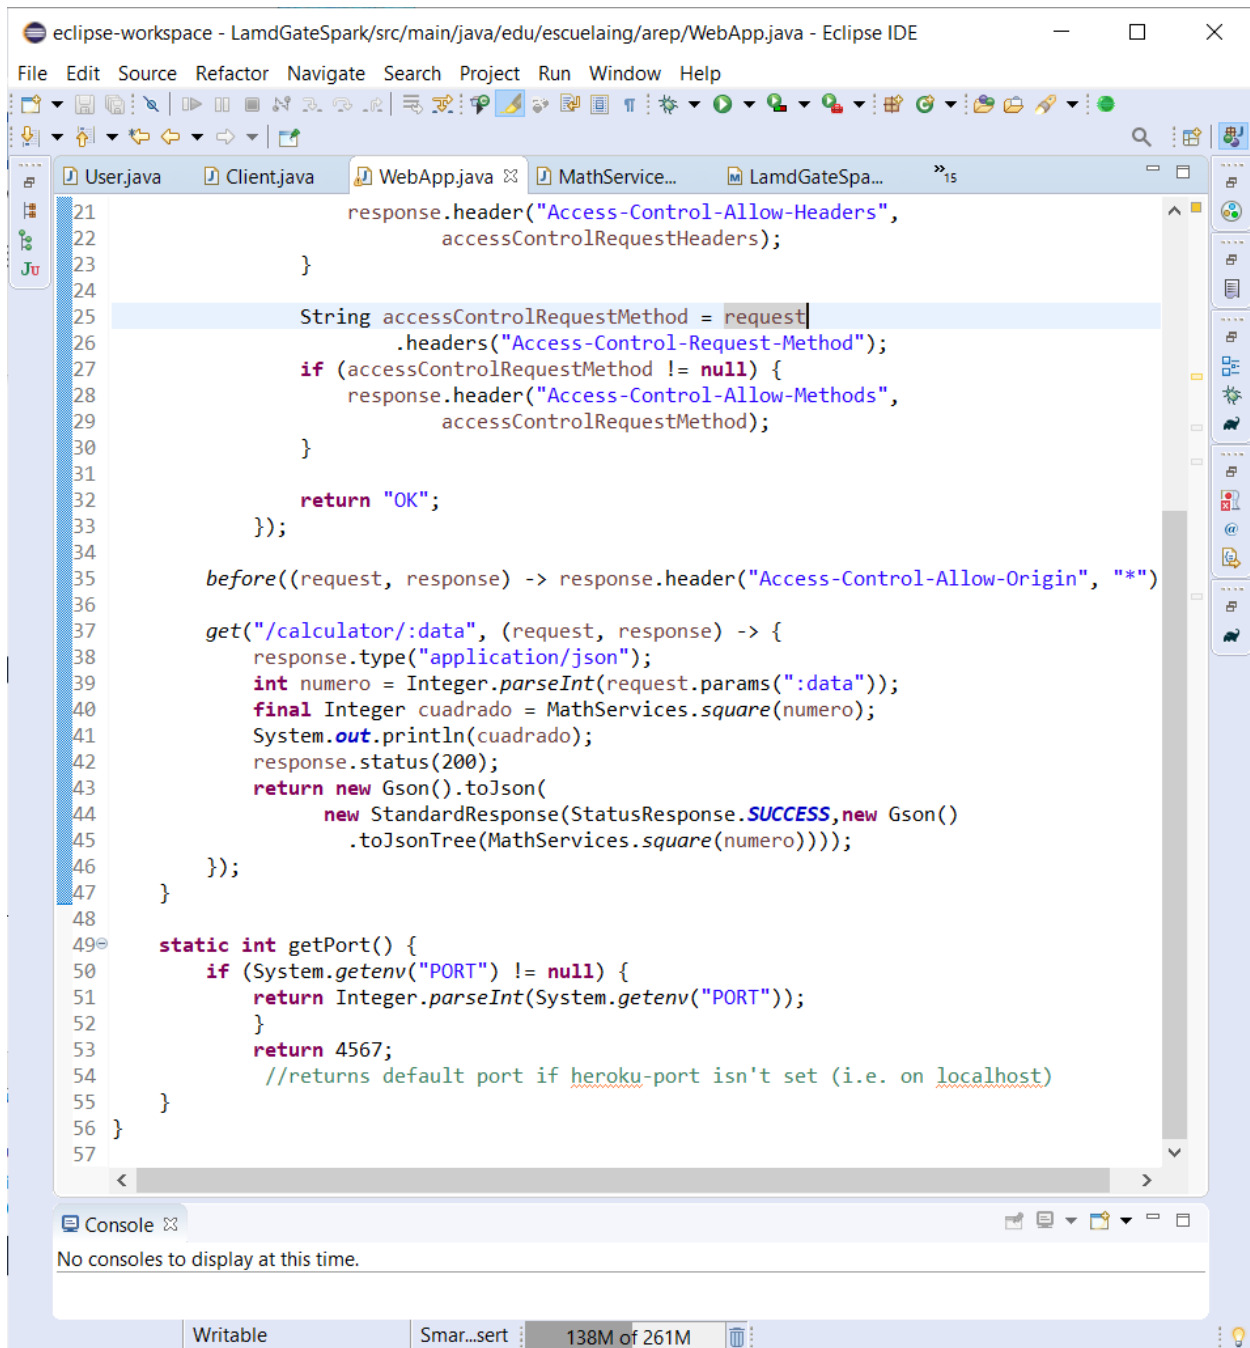 eclipse-workspace - LamdGateSpark/src/main/java/edu/escuelaing/arep/WebApp.java - Eclipse IDE
File Edit Source Refactor Navigate Search Project Run Window Help
User.java Client.java WebApp.java MathService... LamdGateSpa... »15
21 response.header("Access-Control-Allow-Headers",
22 accessControlRequestHeaders);
23 }
24
25 String accessControlRequestMethod = request
26 .headers("Access-Control-Request-Method");
27 if (accessControlRequestMethod != null) {
28 response.header("Access-Control-Allow-Methods",
29 accessControlRequestMethod);
30 }
31
32 return "OK";
33 });
34
35 before((request, response) -> response.header("Access-Control-Allow-Origin", "*")
36
37 get("/calculator/:data", (request, response) -> {
38 response.type("application/json");
39 int numero = Integer.parseInt(request.params(":data"));
40 final Integer cuadrado = MathServices.square(numero);
41 System.out.println(cuadrado);
42 response.status(200);
43 return new Gson().toJson(
44 new StandardResponse(StatusResponse.SUCCESS,new Gson()
45 .toJsonTree(MathServices.square(numero))));
46 });
47 }
48
49 static int getPort() {
50 if (System.getenv("PORT") != null) {
51 return Integer.parseInt(System.getenv("PORT"));
52 }
53 return 4567;
54 //returns default port if heroku-port isn't set (i.e. on localhost)
55 }
56 }
57
Console
No consoles to display at this time.
Writable Smar...sert 138M of 261M